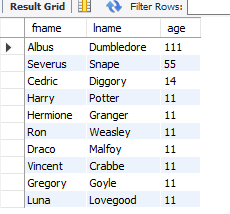 Result Grid Filter Rows:
fname lname age
Albus Dumbledore 111
Severus Snape 55
Cedric Diggory 14
Harry Potter 11
Hermione Granger 11
Ron Weasley 11
Draco Malfoy 11
Vincent Crabbe 11
Gregory Goyle 11
Luna Lovegood 11